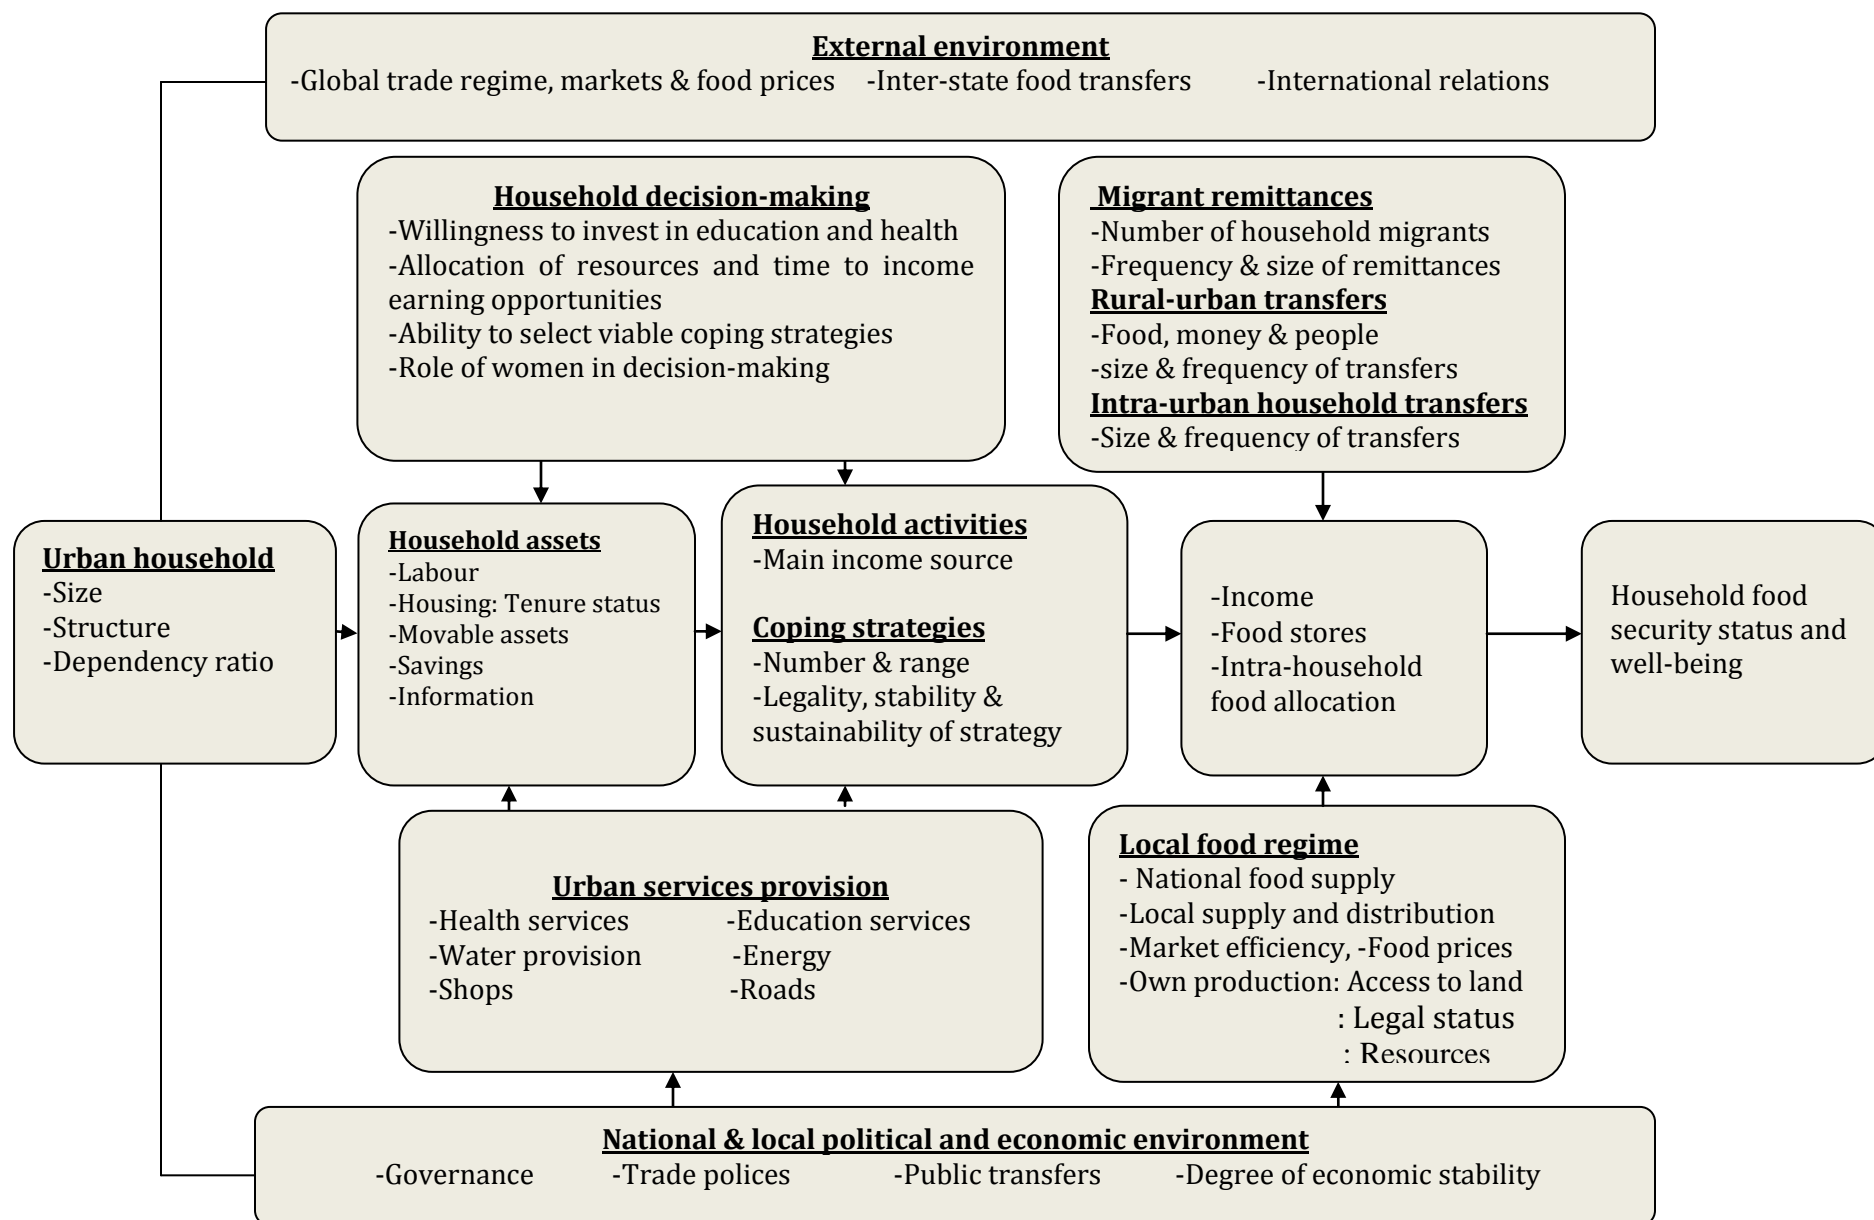 External environment
-Global trade regime, markets & food prices -Inter-state food transfers -International relations
Household decision-making
-Willingness to invest in education and health
-Allocation of resources and time to income
earning opportunities
-Ability to select viable coping strategies
-Role of women in decision-making
Migrant remittances
-Number of household migrants
-Frequency & size of remittances
Rural-urban transfers
-Food, money & people
-size & frequency of transfers
Intra-urban household transfers
-Size & frequency of transfers
Urban household
-Size
-Structure
-Dependency ratio
Household assets
-Labour
-Housing: Tenure status
-Movable assets
-Savings
-Information
Household activities
-Main income source
Coping strategies
-Number & range
-Legality, stability &
sustainability of strategy
-Income
-Food stores
-Intra-household
food allocation
Household food
security status and
well-being
Urban services provision
-Health services -Education services
-Water provision -Energy
-Shops -Roads
Local food regime
- National food supply
-Local supply and distribution
-Market efficiency, -Food prices
-Own production: Access to land
: Legal status
: Resources
National & local political and economic environment
-Governance -Trade polices -Public transfers -Degree of economic stability